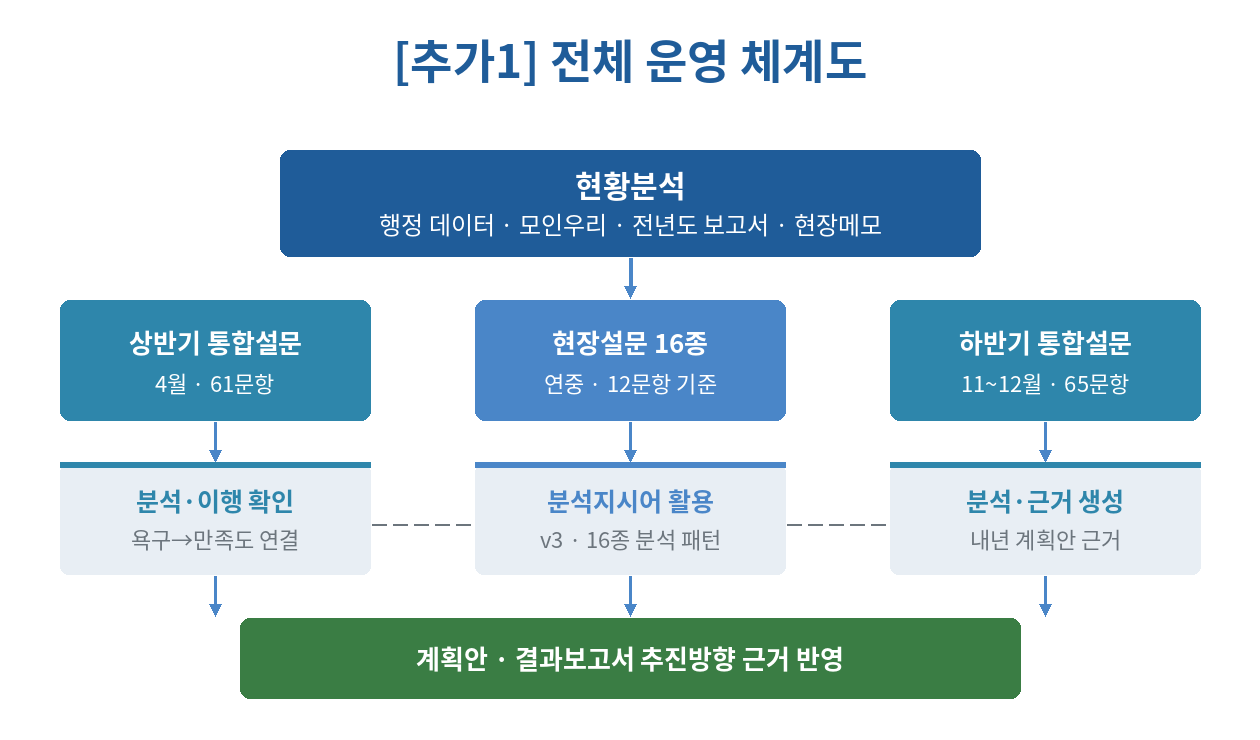 [추가1] 전체 운영 체계도
현황분석
행정 데이터 · 모인우리 · 전년도 보고서 · 현장메모
상반기 통합설문
4월 · 61문항
현장설문 16종
연중 · 12문항 기준
하반기 통합설문
11~12월 · 65문항
분석·이행 확인
욕구→만족도 연결
분석지시어 활용
v3 · 16종 분석 패턴
분석·근거 생성
내년 계획안 근거
계획안 · 결과보고서 추진방향 근거 반영